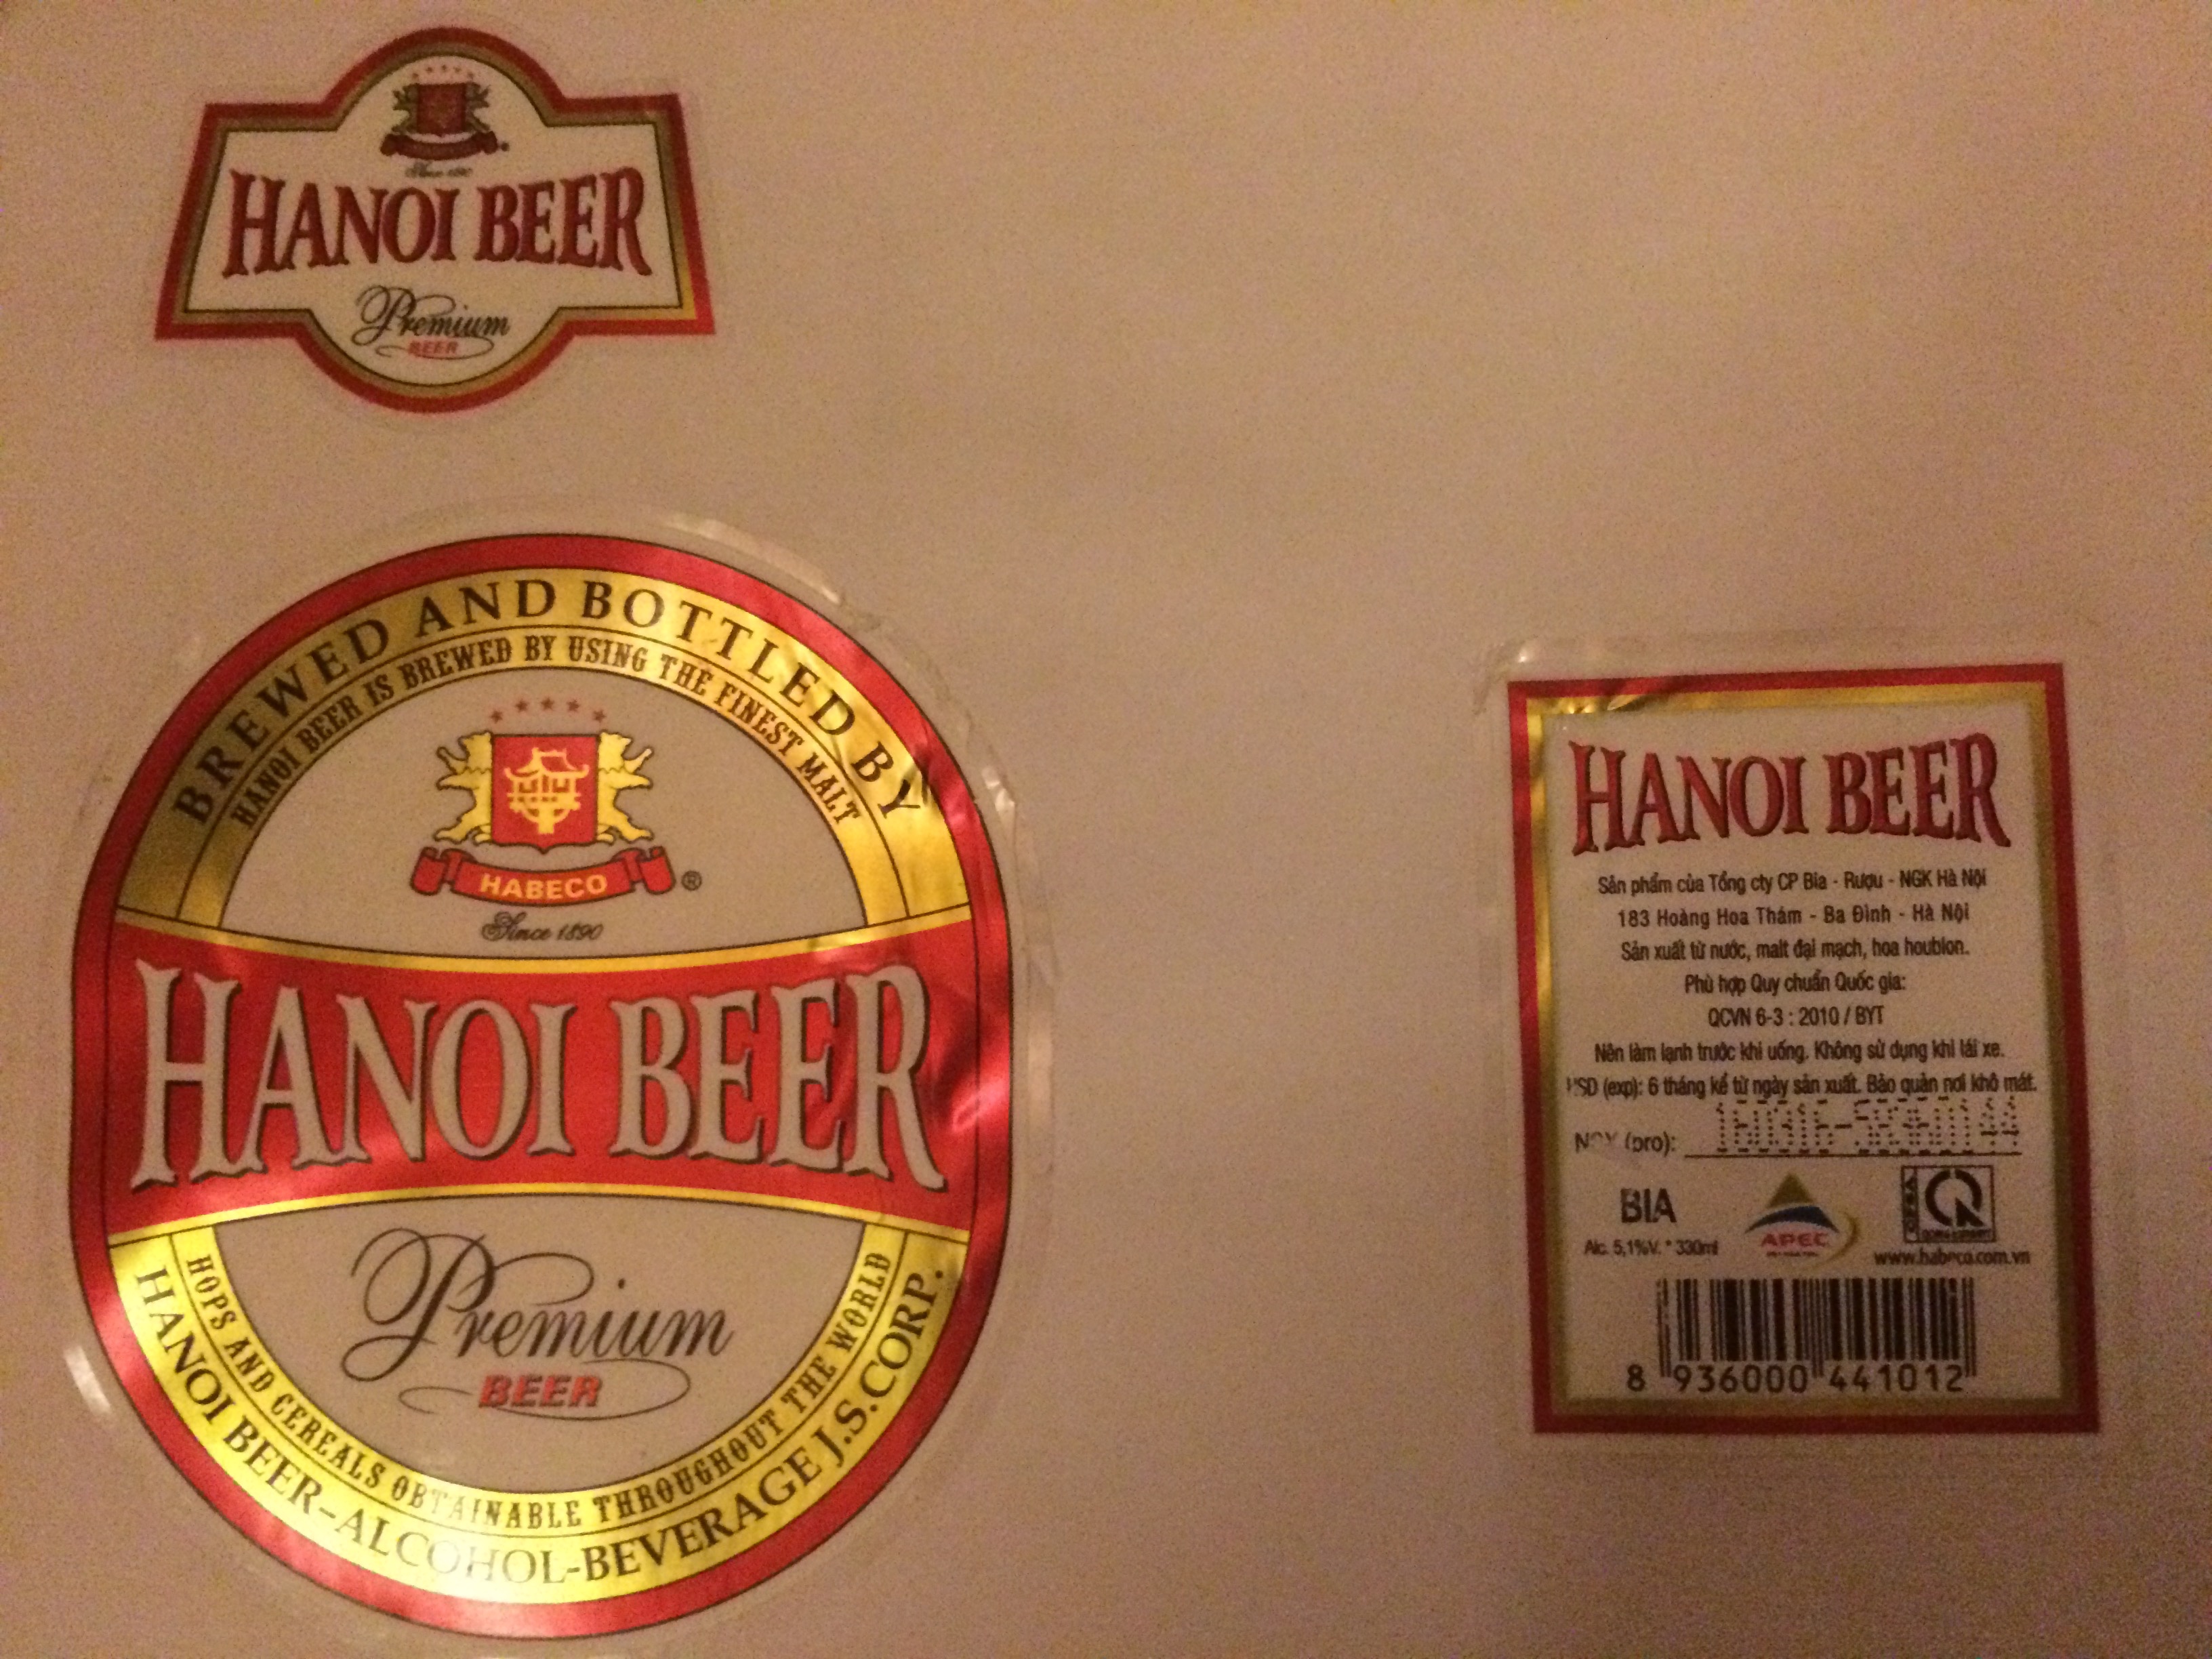 HANOI BEER
Premium
BEER
BREWED AND BOTTLED BY
HANOI BEER IS BREWED BY USING THE FINEST MALT
HABECO ®
Since 1890
HANOI BEER
Premium
BEER
HOPS AND CEREALS OBTAINABLE THROUGHOUT THE WORLD
HANOI BEER-ALCOHOL-BEVERAGE J.S.CORP.
HANOI BEER
Sản phẩm của Tổng cty CP Bia - Rượu - NGK Hà Nội
183 Hoàng Hoa Thám - Ba Đình - Hà Nội
Sản xuất từ nước, malt đại mạch, hoa houblon.
Phù hợp Quy chuẩn Quốc gia:
QCVN 6-3 : 2010 / BYT
Nên làm lạnh trước khi uống. Không sử dụng khi lái xe.
HSD (exp): 6 tháng kể từ ngày sản xuất. Bảo quản nơi khô mát.
(pro):
BIA
Alc. 5,1%V. * 330ml
APEC
www.habeco.com.vn
8 936000 441012